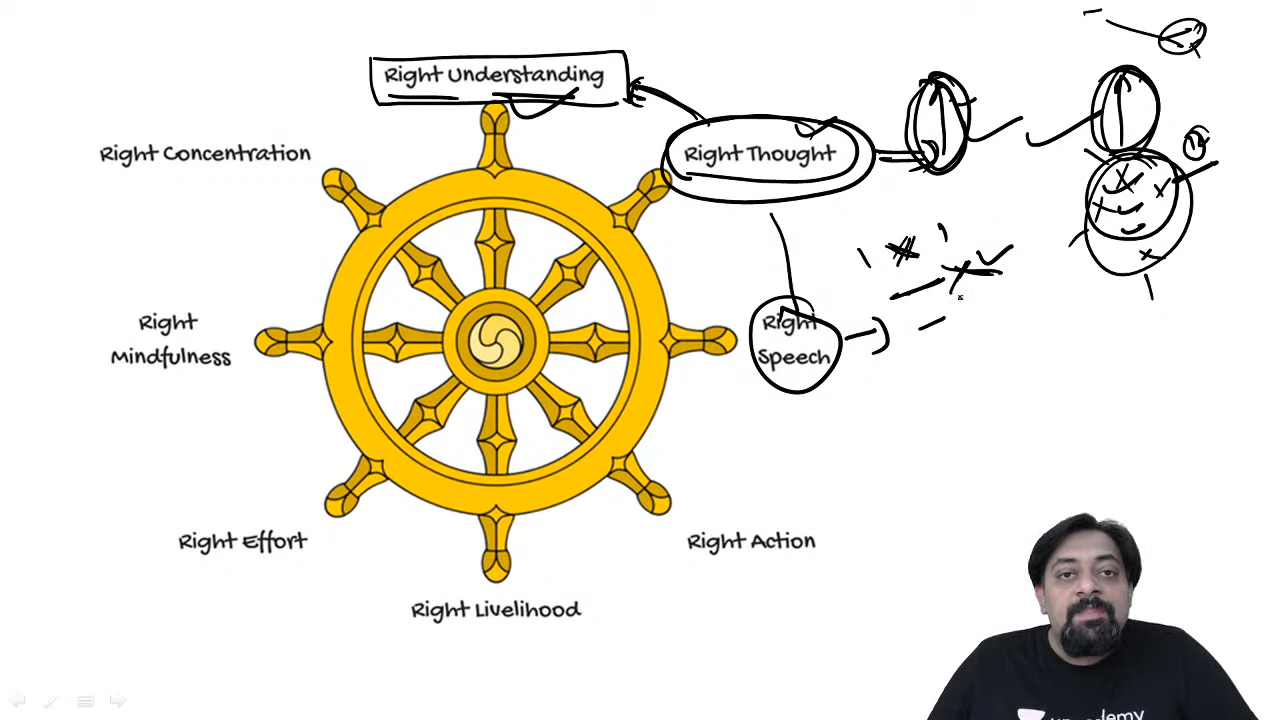 Right Understanding
Right Thought
Right Concentration
Right
Speech
Right
Mindfulness
Right Action
Right Effort
Right Livelihood